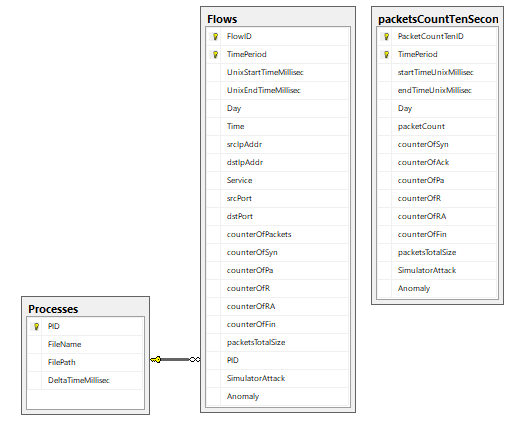 Flows
FlowID
TimePeriod
UnixStartTimeMillisec
UnixEndTimeMillisec
Day
Time
srcIpAddr
dstIpAddr
Service
srcPort
dstPort
counterOfPackets
counterOfSyn
counterOfPa
counterOfR
counterOfRA
counterOfFin
packetsTotalSize
PID
SimulatorAttack
Anomaly
packetsCountTenSecon
PacketCountTenID
TimePeriod
startTimeUnixMillisec
endTimeUnixMillisec
Day
packetCount
counterOfSyn
counterOfAck
counterOfPa
counterOfR
counterOfRA
counterOfFin
packetsTotalSize
SimulatorAttack
Anomaly
Processes
PID
FileName
FilePath
DeltaTimeMillisec